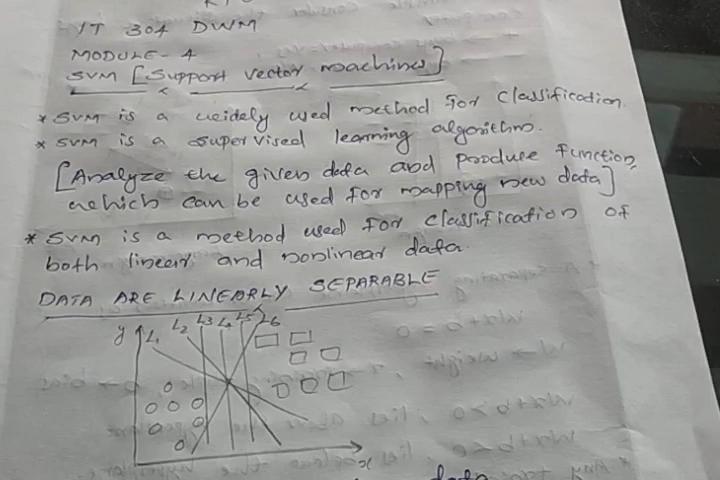 IT 304 DWM
MODULE-4
SVM [Support vector machines]
* SVM is a widely used method for classification.
* SVM is a supervised learning algorithm.
[Analyze the given data and produce function,
which can be used for mapping new data]
* SVM is a method used for classification of
both linear and nonlinear data.
DATA ARE LINEARLY SEPARABLE
y L1 L2 L3 L4 L5 L6
x
data